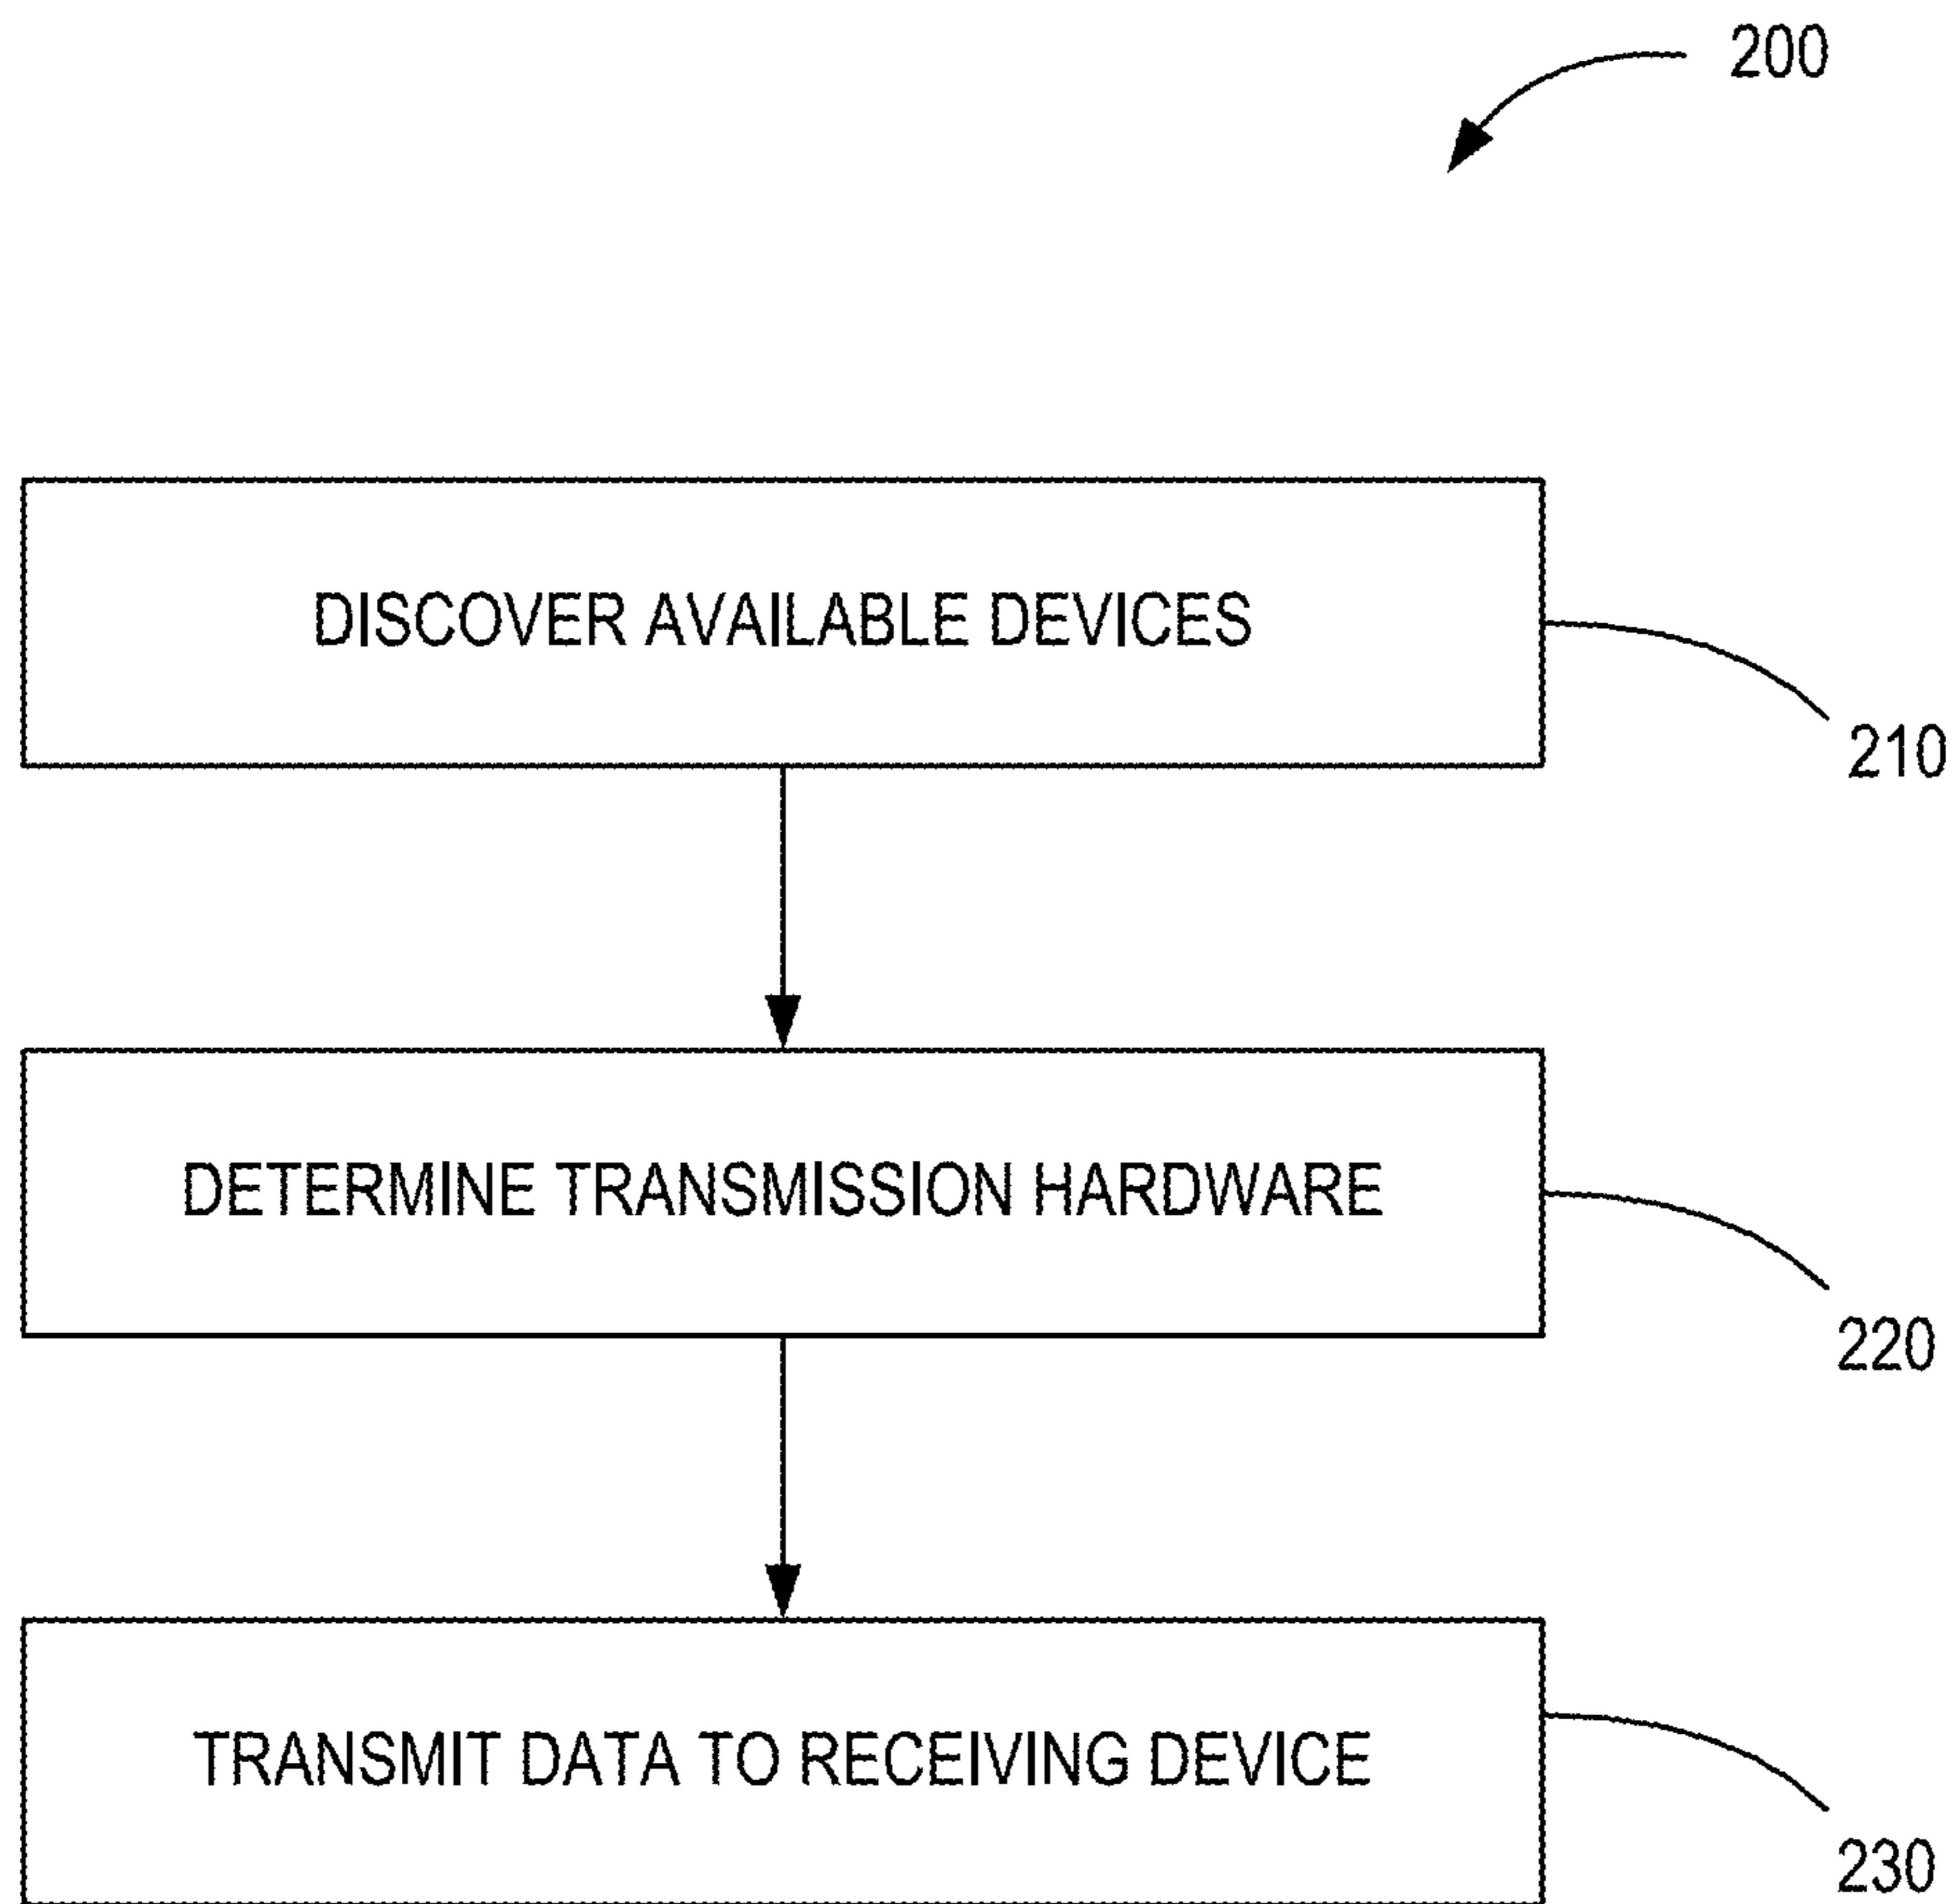 200
DISCOVER AVAILABLE DEVICES
210
DETERMINE TRANSMISSION HARDWARE
220
TRANSMIT DATA TO RECEIVING DEVICE
230